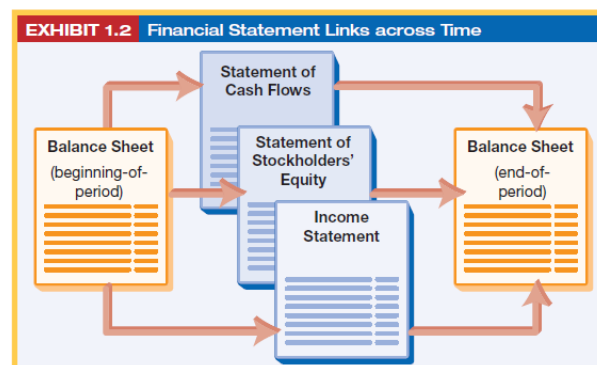 EXHIBIT 1.2 Financial Statement Links across Time
Statement of
Cash Flows
Balance Sheet
(beginning-of-
period)
Statement of
Stockholders'
Equity
Income
Statement
Balance Sheet
(end-of-
period)